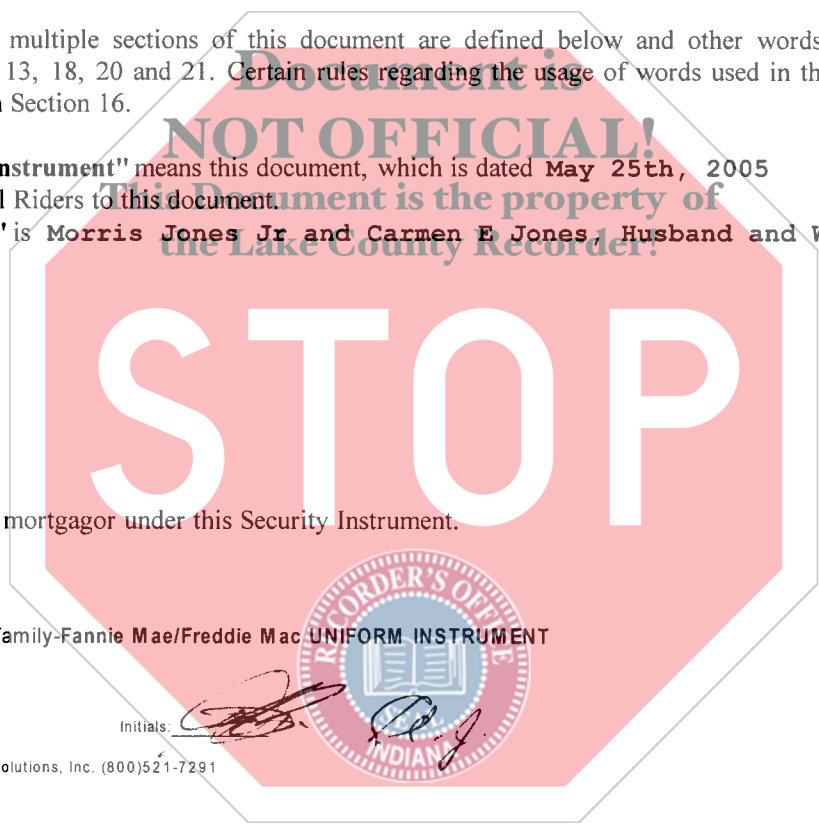 multiple sections of this document are defined below and other words
13, 18, 20 and 21. Certain rules regarding the usage of words used in th
Document is
Section 16.
NOT OFFICIAL!
nstrument" means this document, which is dated May 25th, 2005
l Riders to this document.
This Document is the property of
" is Morris Jones Jr and Carmen E Jones, Husband and W
the Lake County Recorder!
STOP
mortgagor under this Security Instrument.
RECORDER'S OFFICE
amily-Fannie Mae/Freddie Mac UNIFORM INSTRUMENT
SEAL
Initials:
INDIANA
olutions, Inc. (800)521-7291